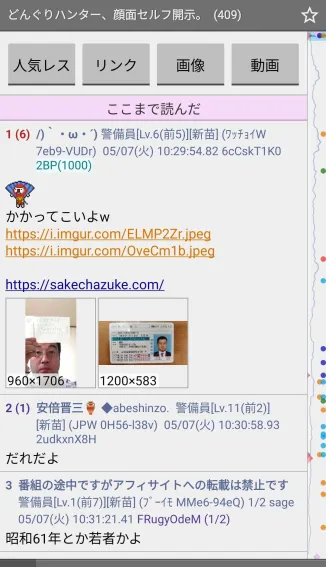 どんぐりハンター、顔面セルフ開示。 (409)
人気レス
リンク
画像
動画
ここまで読んだ
1 (6) /)｀・ω・´) 警備員[Lv.6(前5)][新苗] (ﾜｯﾁｮｲW
7eb9-VUDr) 05/07(火) 10:29:54.82 6cCskT1K0
2BP(1000)
かかってこいよw
https://i.imgur.com/ELMP2Zr.jpeg
https://i.imgur.com/OveCm1b.jpeg
https://sakechazuke.com/
960×1706
1200×583
2 (1) 安倍晋三 ◆abeshinzo. 警備員[Lv.11(前2)]
[新苗] (JPW 0H56-l38v) 05/07(火) 10:30:58.93
2udkxnX8H
だれだよ
3 番組の途中ですがアフィサイトへの転載は禁止です
警備員[Lv.1(前7)][新苗] (ﾌﾞｰｲﾓ MMe6-94eQ) 1/2 sage
05/07(火) 10:31:21.41 FRugyOdeM (1/2)
昭和61年とか若者かよ